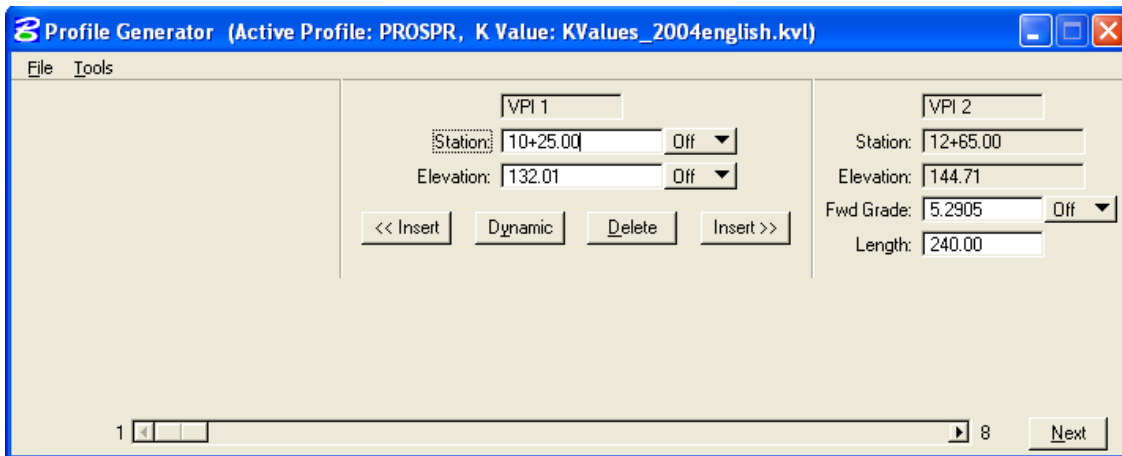 Profile Generator (Active Profile: PROSPR, K Value: KValues_2004english.kvl)
File Tools
VPI 1
Station: 10+25.00 Off
Elevation: 132.01 Off
<< Insert Dynamic Delete Insert >>
VPI 2
Station: 12+65.00
Elevation: 144.71
Fwd Grade: 5.2905 Off
Length: 240.00
1 8 Next